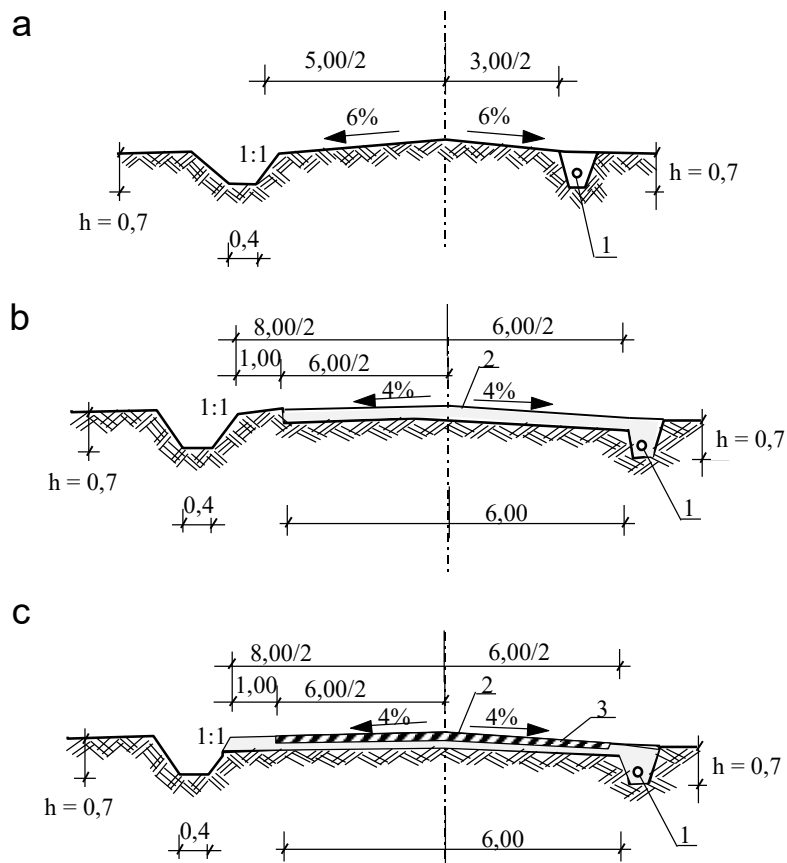 a
5,00/2 3,00/2
6% 6%
1:1
h = 0,7 h = 0,7
0,4 1
b
8,00/2 6,00/2
1,00 6,00/2 2
4% 4%
1:1
h = 0,7 h = 0,7
0,4 6,00 1
c
8,00/2 6,00/2
1,00 6,00/2 2 3
4% 4%
1:1
h = 0,7 h = 0,7
0,4 6,00 1